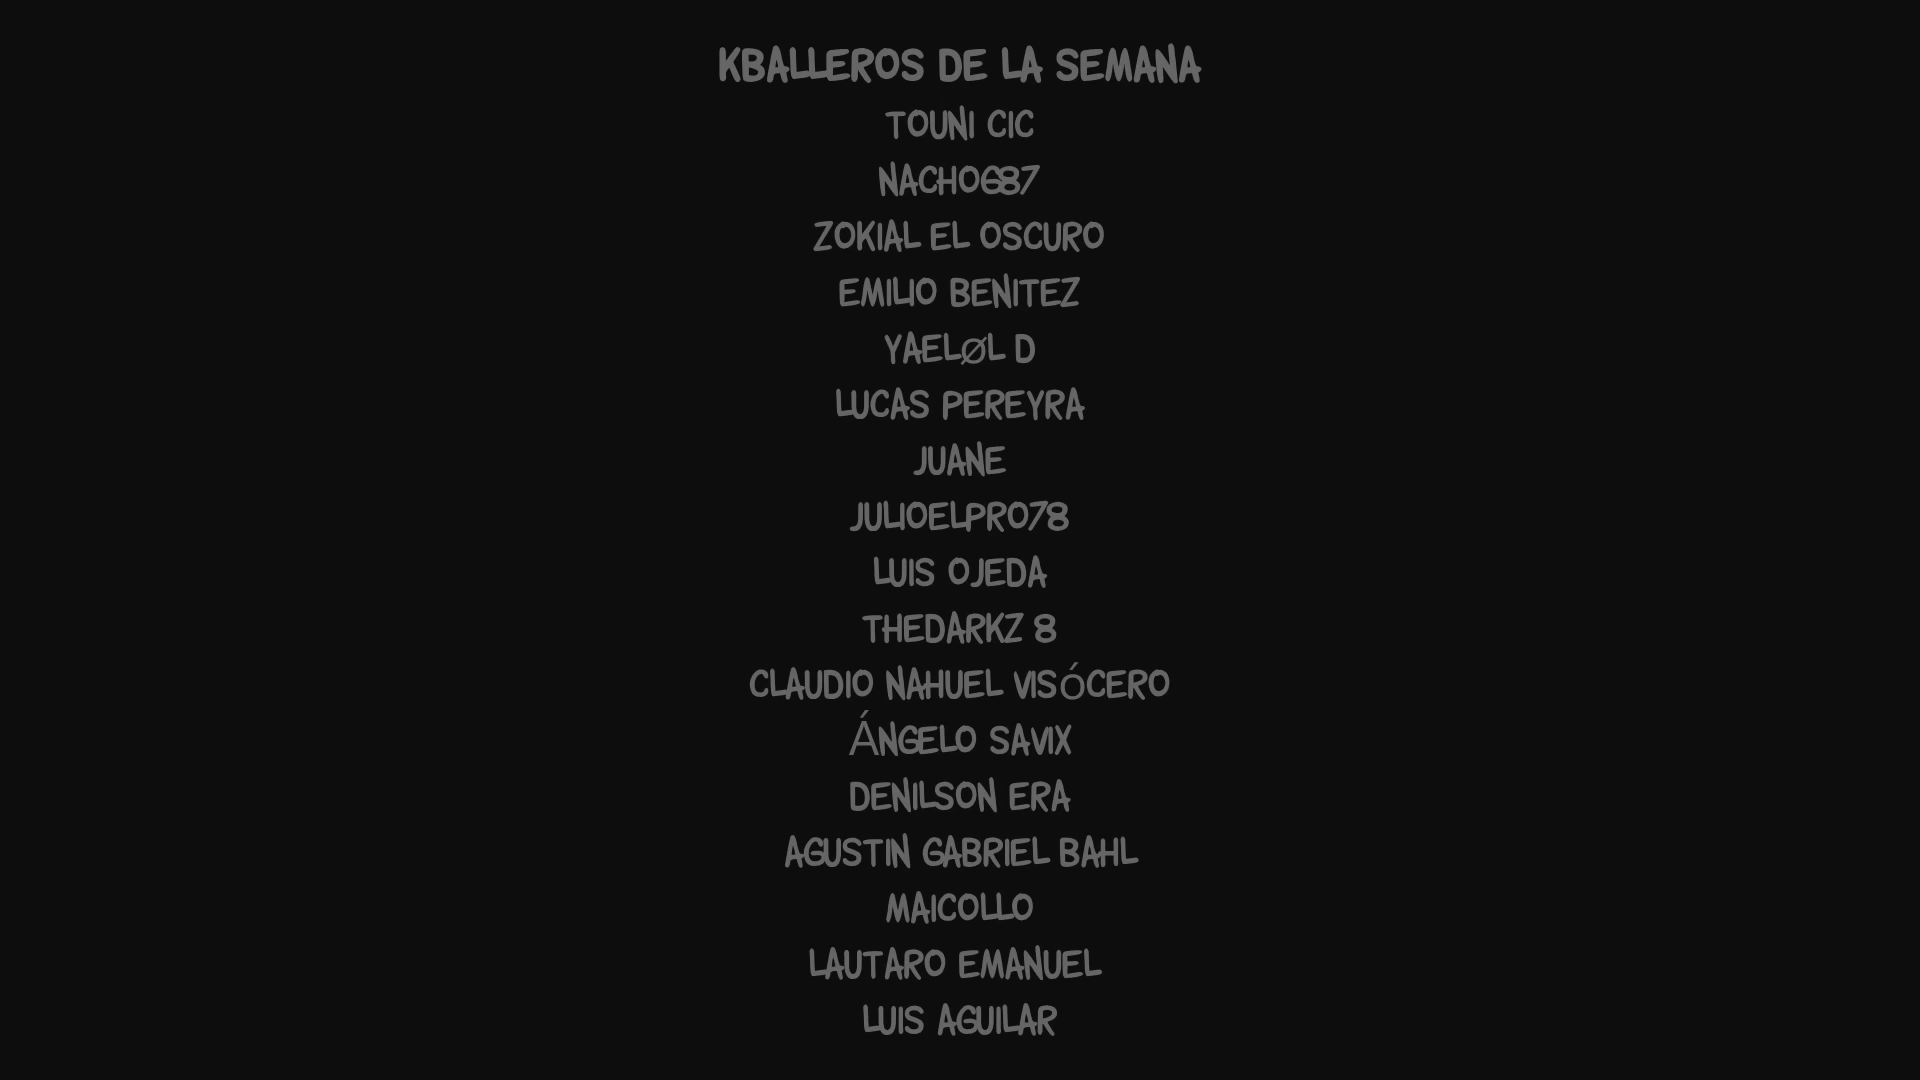 KBALLEROS DE LA SEMANA
TOUNI CIC
NACHO687
ZOKIAL EL OSCURO
EMILIO BENITEZ
YAELØL D
LUCAS PEREYRA
JUANE
JULIOELPRO78
LUIS OJEDA
THEDARKZ 8
CLAUDIO NAHUEL VISÓCERO
ÁNGELO SAVIX
DENILSON ERA
AGUSTIN GABRIEL BAHL
MAICOLLO
LAUTARO EMANUEL
LUIS AGUILAR